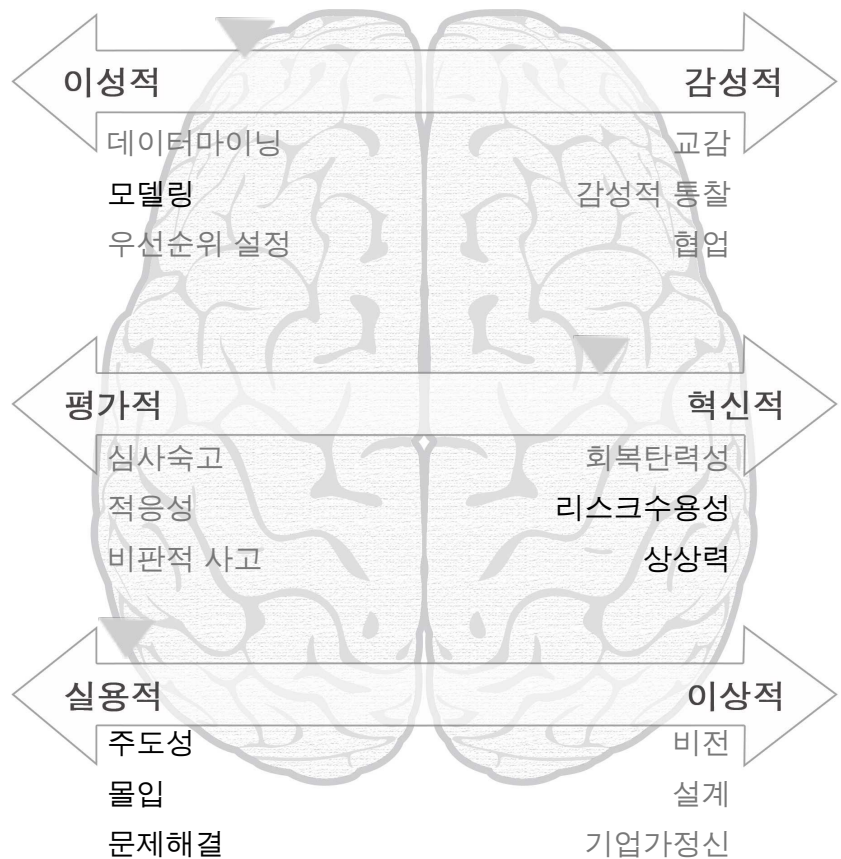 이성적 감성적
데이터마이닝 교감
모델링 감성적 통찰
우선순위 설정 협업
평가적 혁신적
심사숙고 회복탄력성
적응성 리스크수용성
비판적 사고 상상력
실용적 이상적
주도성 비전
몰입 설계
문제해결 기업가정신